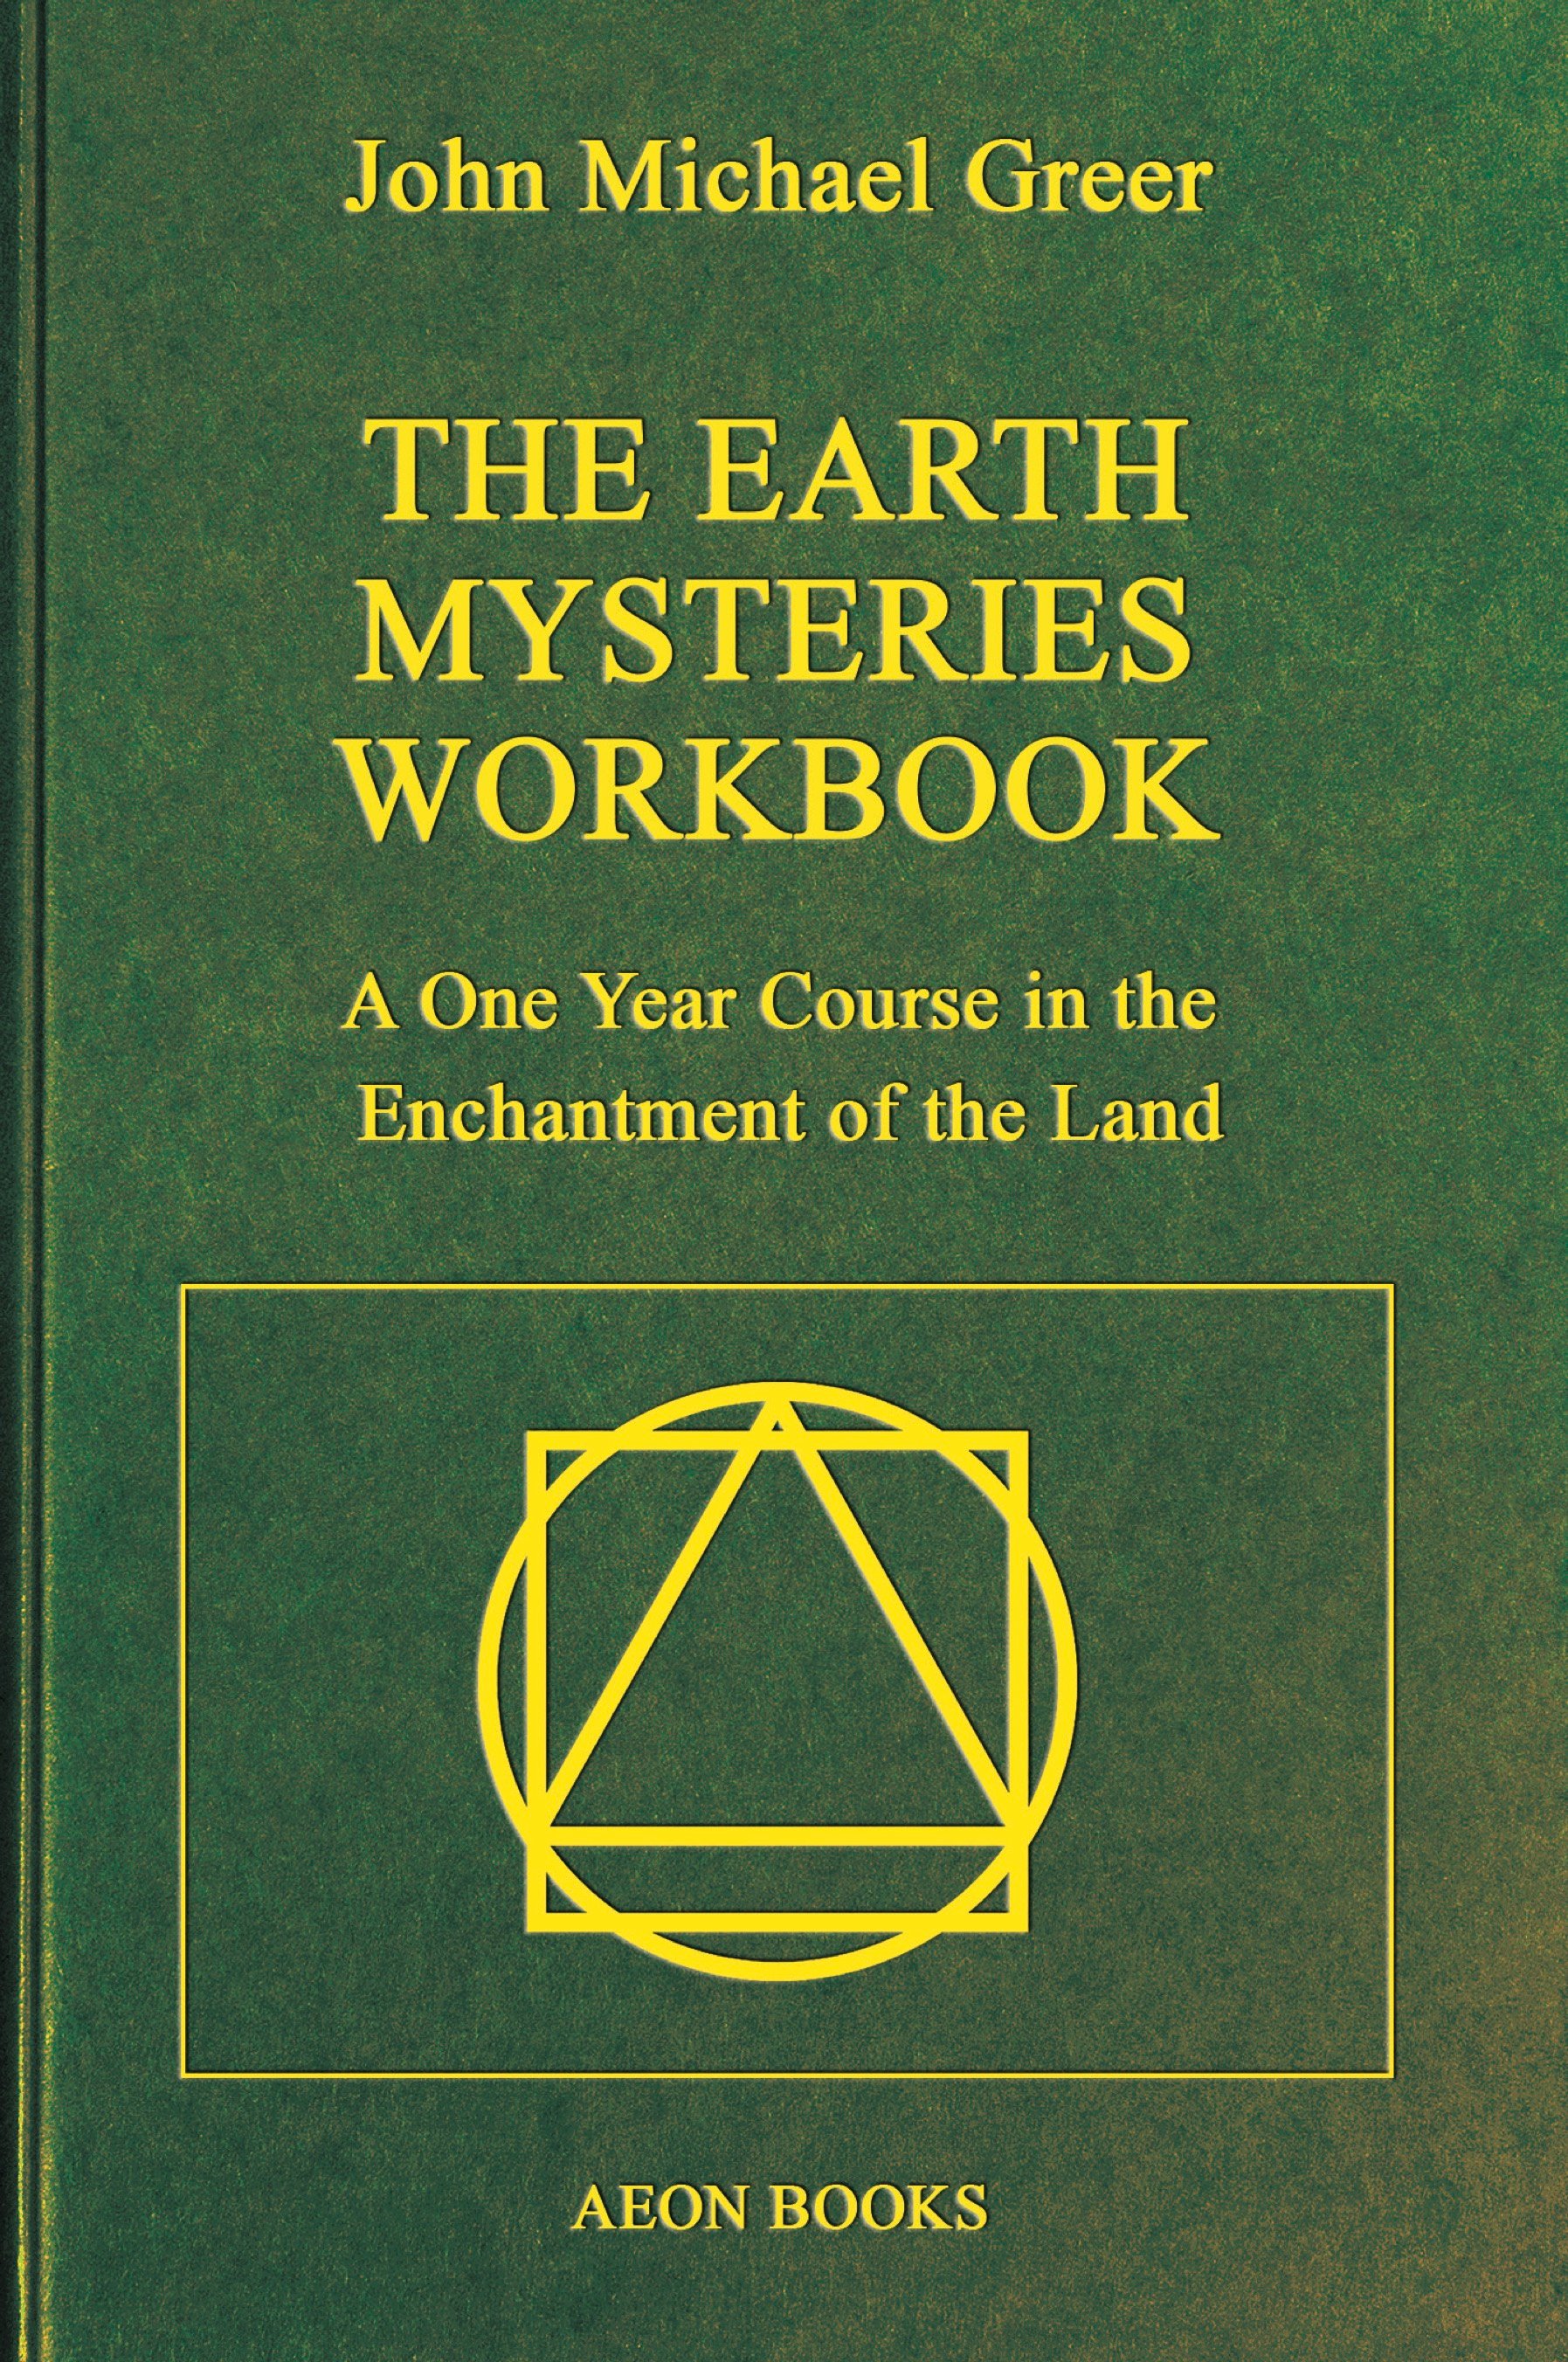 John Michael Greer
THE EARTH
MYSTERIES
WORKBOOK
A One Year Course in the
Enchantment of the Land
AEON BOOKS